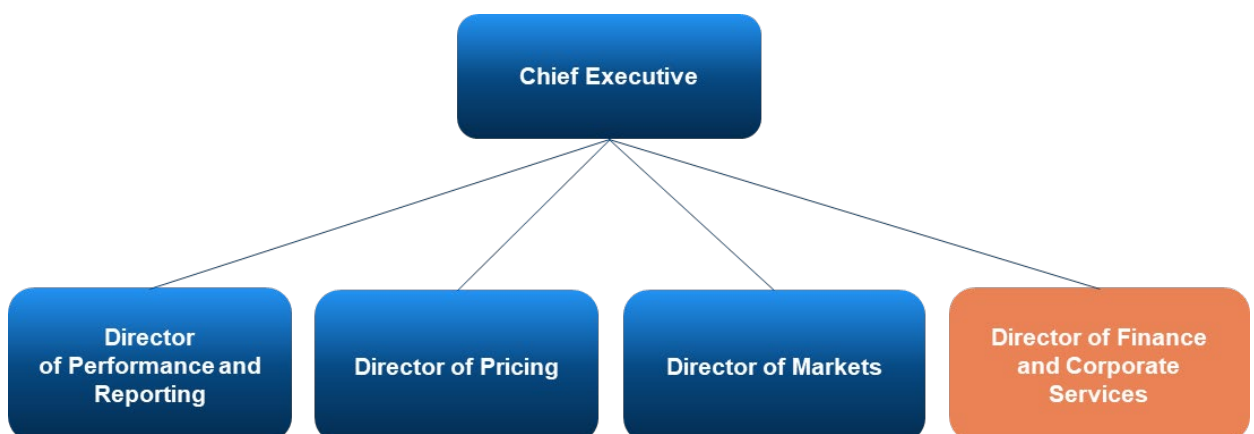 Chief Executive
Director
of Performance and
Reporting
Director of Pricing
Director of Markets
Director of Finance
and Corporate
Services